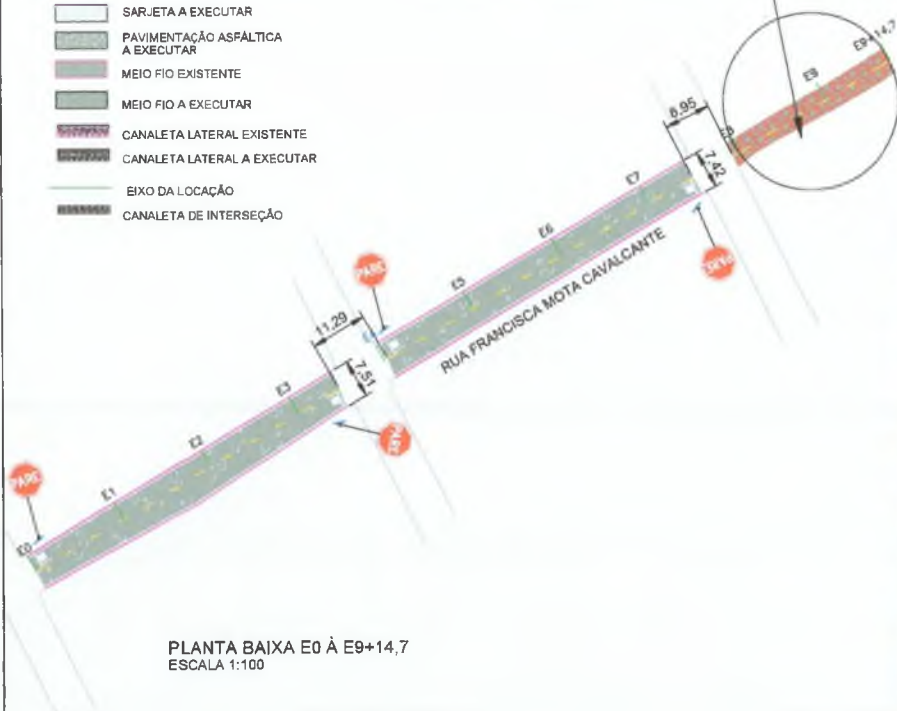 SARJETA A EXECUTAR
PAVIMENTAÇÃO ASFÁLTICA
A EXECUTAR
MEIO FIO EXISTENTE
MEIO FIO A EXECUTAR
CANALETA LATERAL EXISTENTE
CANALETA LATERAL A EXECUTAR
EIXO DA LOCAÇÃO
CANALETA DE INTERSEÇÃO
E9+14,7
E9
8,95
7,42
E7
E6
E5
PARE
PARE
RUA FRANCISCA MOTA CAVALCANTE
11,29
7,51
E3
E2
E1
E0
PARE
PARE
PLANTA BAIXA E0 À E9+14,7
ESCALA 1:100